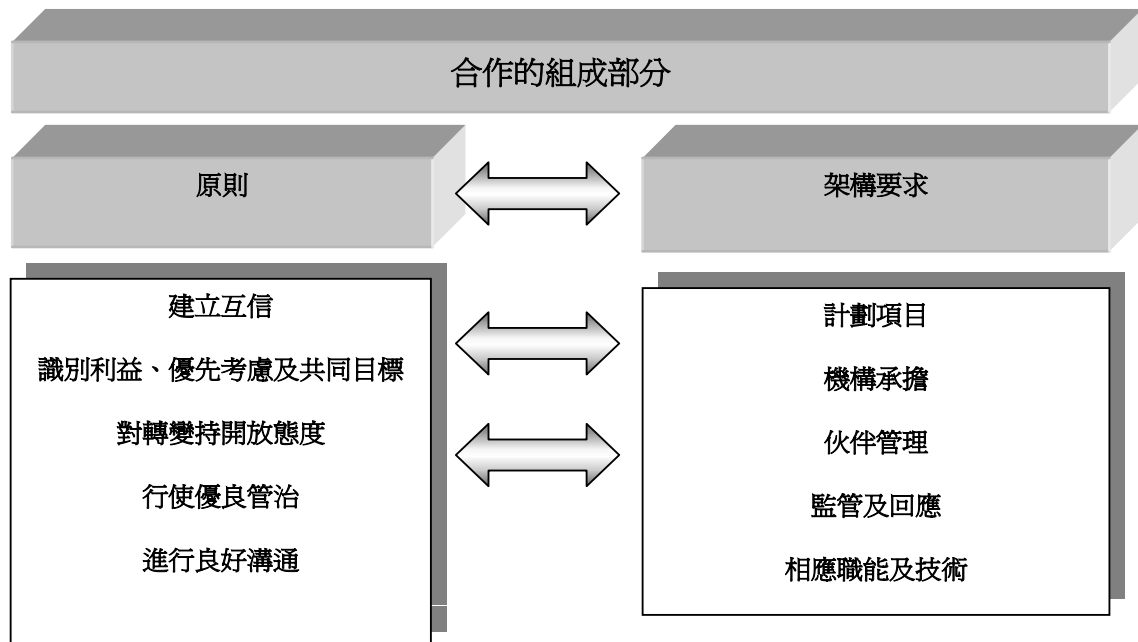 合作的組成部分
原則
架構要求
建立互信
識別利益、優先考慮及共同目標
對轉變持開放態度
行使優良管治
進行良好溝通
計劃項目
機構承擔
伙伴管理
監管及回應
相應職能及技術